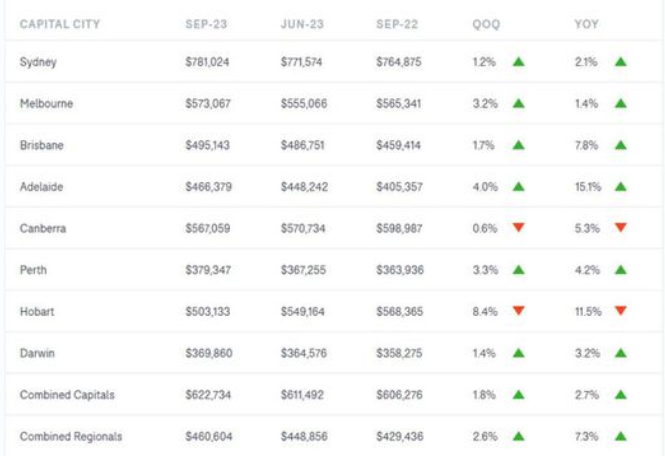 CAPITAL CITY SEP-23 JUN-23 SEP-22 QOQ YOY
Sydney $781,024 $771,574 $764,875 1.2% 2.1%
Melbourne $573,067 $555,066 $565,341 3.2% 1.4%
Brisbane $495,143 $486,751 $459,414 1.7% 7.8%
Adelaide $466,379 $448,242 $405,357 4.0% 15.1%
Canberra $567,059 $570,734 $598,987 0.6% 5.3%
Perth $379,347 $367,255 $363,936 3.3% 4.2%
Hobart $503,133 $549,164 $568,365 8.4% 11.5%
Darwin $369,860 $364,576 $358,275 1.4% 3.2%
Combined Capitals $622,734 $611,492 $606,276 1.8% 2.7%
Combined Regionals $460,604 $448,856 $429,436 2.6% 7.3%